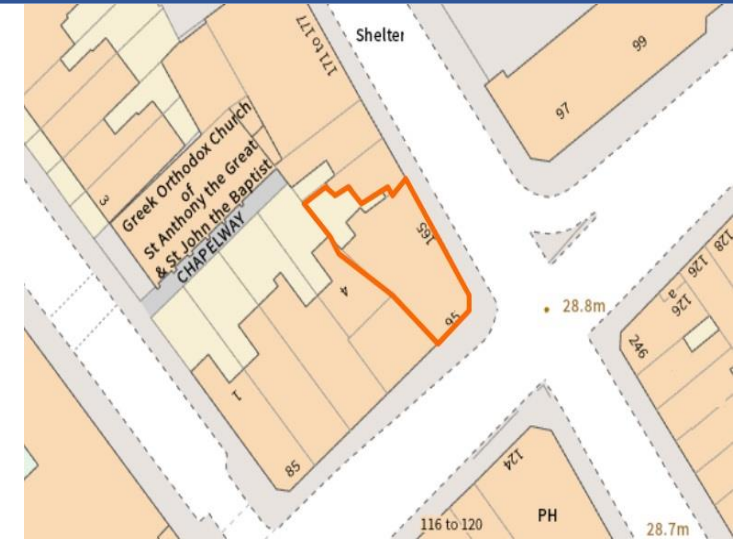 Shelter
171 to 177
99
97
Greek Orthodox Church
of
St Anthony the Great
& St John the Baptist
CHAPELWAY
3
165
4
95
28.8m
128
126
a
126
246
1
85
124
116 to 120
PH
28.7m